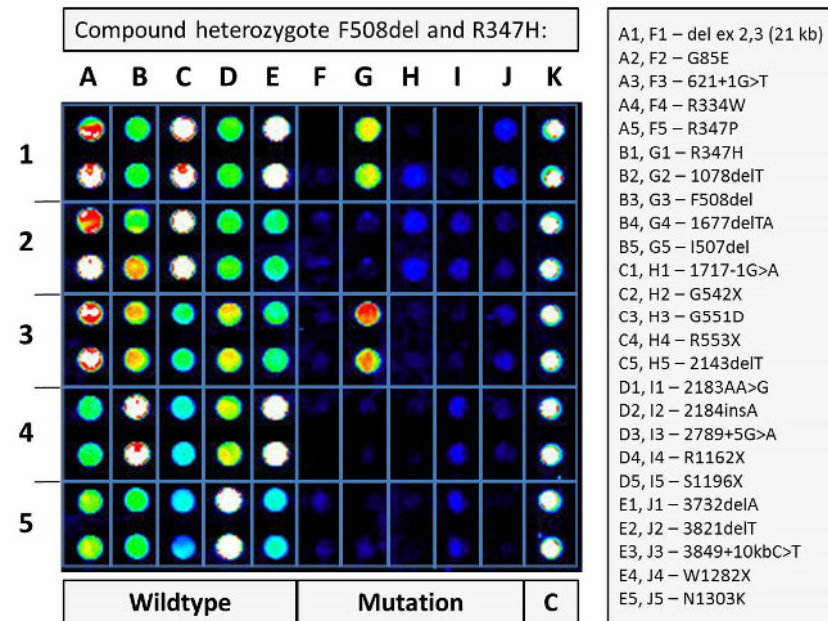 Compound heterozygote F508del and R347H:
A B C D E F G H I J K
1
2
3
4
5
Wildtype Mutation C
A1, F1 – del ex 2,3 (21 kb)
A2, F2 – G85E
A3, F3 – 621+1G>T
A4, F4 – R334W
A5, F5 – R347P
B1, G1 – R347H
B2, G2 – 1078delT
B3, G3 – F508del
B4, G4 – 1677delTA
B5, G5 – I507del
C1, H1 – 1717-1G>A
C2, H2 – G542X
C3, H3 – G551D
C4, H4 – R553X
C5, H5 – 2143delT
D1, I1 – 2183AA>G
D2, I2 – 2184insA
D3, I3 – 2789+5G>A
D4, I4 – R1162X
D5, I5 – S1196X
E1, J1 – 3732delA
E2, J2 – 3821delT
E3, J3 – 3849+10kbC>T
E4, J4 – W1282X
E5, J5 – N1303K